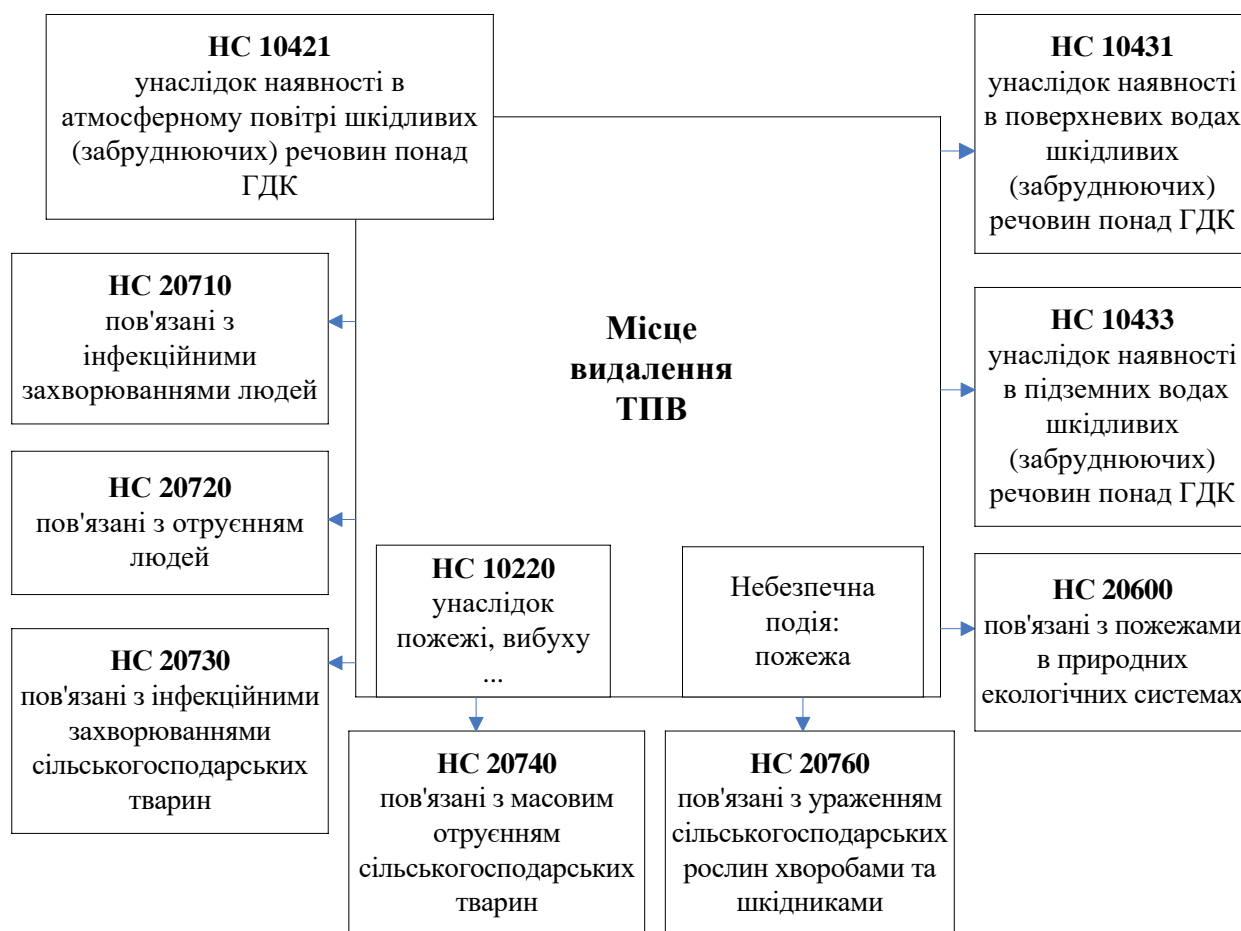 НС 10421
унаслідок наявності в
атмосферному повітрі шкідливих
(забруднюючих) речовин понад
ГДК
НС 10431
унаслідок наявності
в поверхневих водах
шкідливих
(забруднюючих)
речовин понад ГДК
НС 20710
пов'язані з
інфекційними
захворюваннями людей
Місце
видалення
ТПВ
НС 10433
унаслідок наявності
в підземних водах
шкідливих
(забруднюючих)
речовин понад ГДК
НС 20720
пов'язані з отруєнням
людей
НС 10220
унаслідок
пожежі, вибуху
...
Небезпечна
подія:
пожежа
НС 20600
пов'язані з пожежами
в природних
екологічних системах
НС 20730
пов'язані з інфекційними
захворюваннями
сільськогосподарських
тварин
НС 20740
пов'язані з масовим
отруєнням
сільськогосподарських
тварин
НС 20760
пов'язані з ураженням
сільськогосподарських
рослин хворобами та
шкідниками